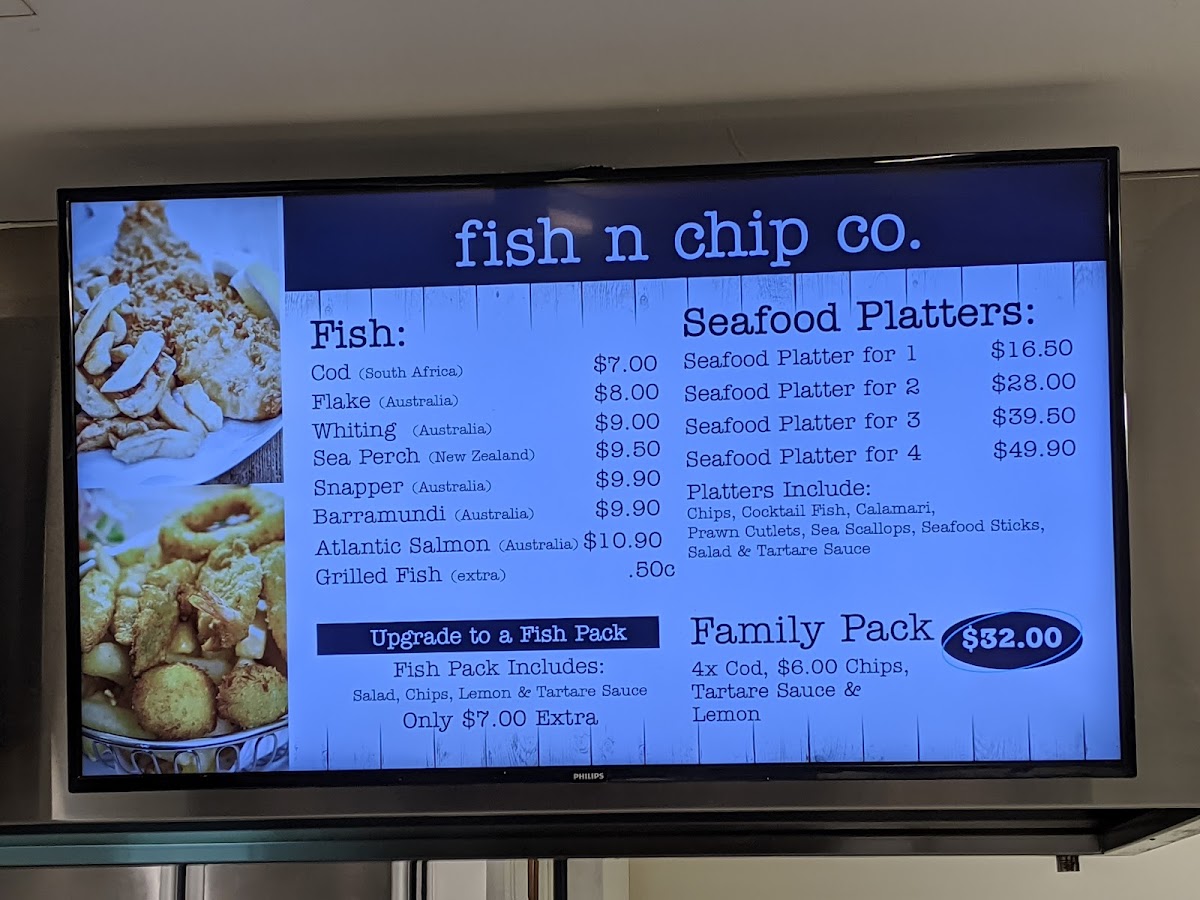 fish n chip co.
Fish:
Cod (South Africa) $7.00
Flake (Australia) $8.00
Whiting (Australia) $9.00
Sea Perch (New Zealand) $9.50
Snapper (Australia) $9.90
Barramundi (Australia) $9.90
Atlantic Salmon (Australia) $10.90
Grilled Fish (extra) .50c
Upgrade to a Fish Pack
Fish Pack Includes:
Salad, Chips, Lemon & Tartare Sauce
Only $7.00 Extra
Seafood Platters:
Seafood Platter for 1 $16.50
Seafood Platter for 2 $28.00
Seafood Platter for 3 $39.50
Seafood Platter for 4 $49.90
Platters Include:
Chips, Cocktail Fish, Calamari,
Prawn Cutlets, Sea Scallops, Seafood Sticks,
Salad & Tartare Sauce
Family Pack $32.00
4x Cod, $6.00 Chips,
Tartare Sauce &
Lemon
PHILIPS